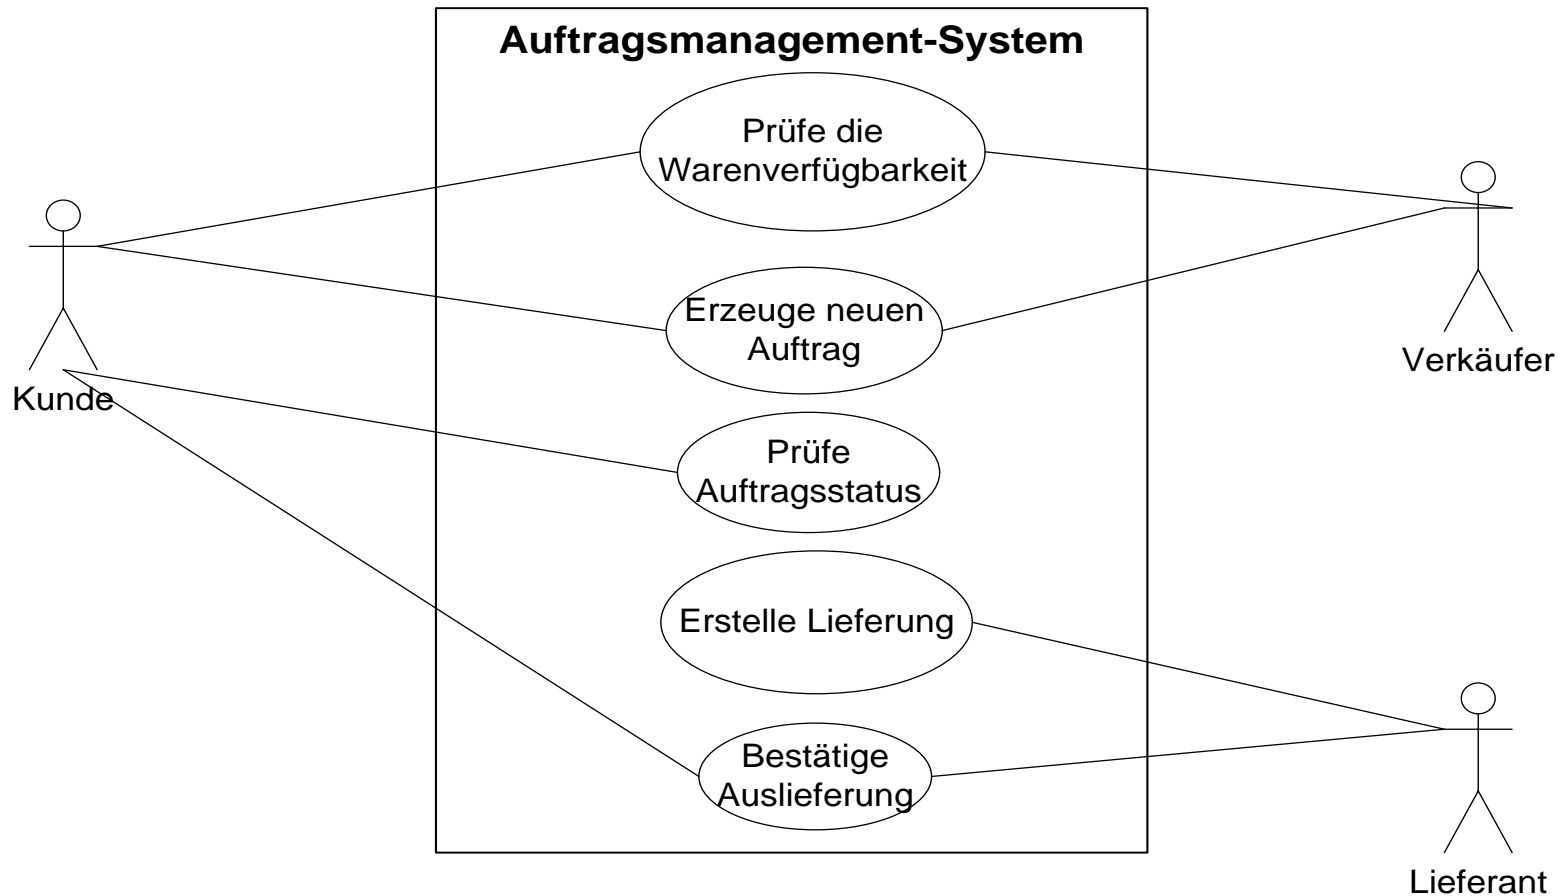 Auftragsmanagement-System
Prüfe die
Warenverfügbarkeit
Erzeuge neuen
Auftrag
Verkäufer
Kunde
Prüfe
Auftragsstatus
Erstelle Lieferung
Bestätige
Auslieferung
Lieferant